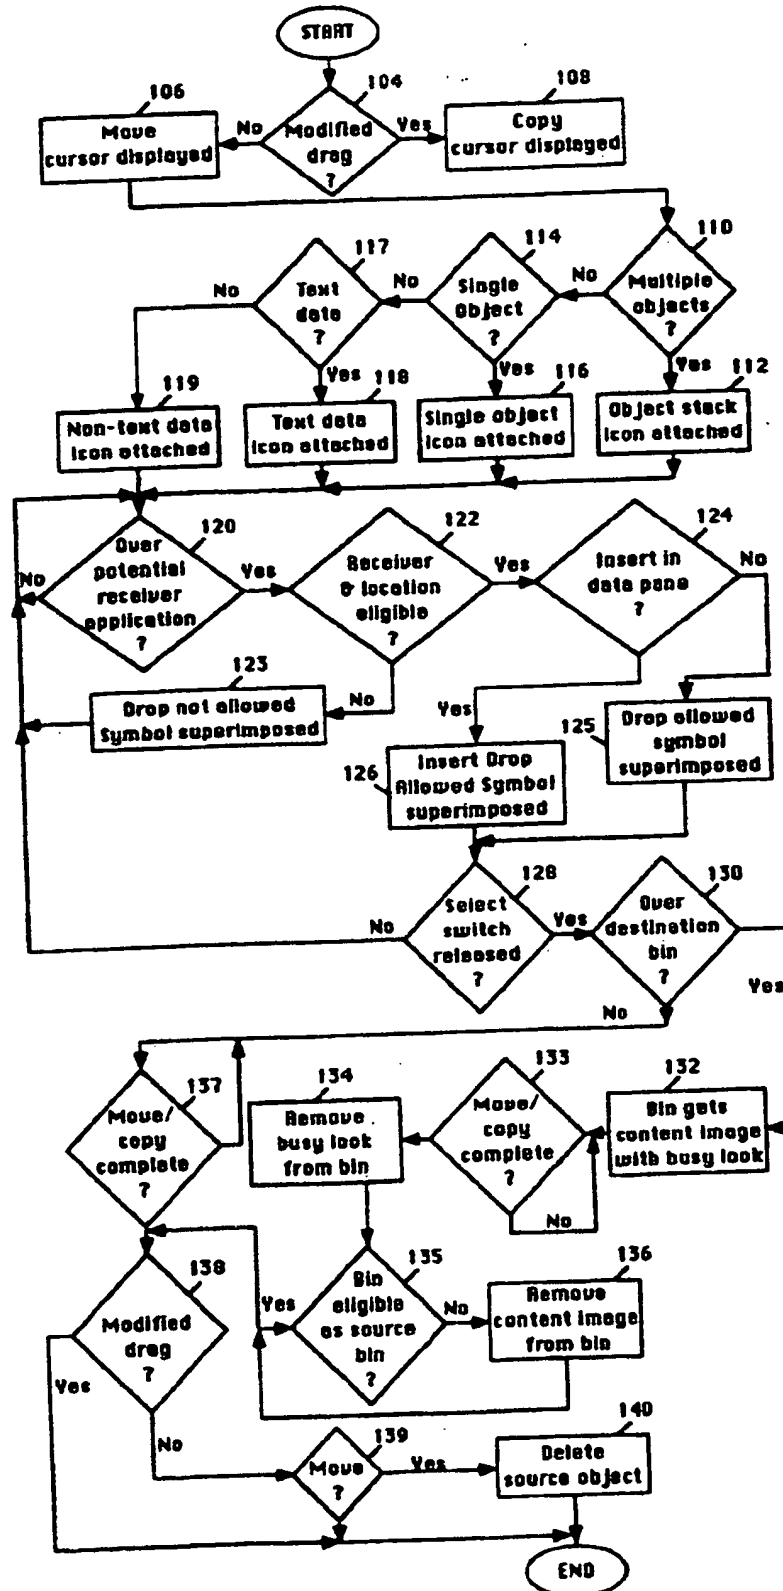 START
104
106
108
Move
cursor displayed
No
Modified
drag
?
Yes
Copy
cursor displayed
110
114
117
Multiple
objects
?
No
Single
Object
?
No
Text
data
?
No
Yes
Yes
Yes
112
116
118
119
Object stack
icon attached
Single object
icon attached
Text data
icon attached
Non-text data
icon attached
120
122
124
Over
potential
receiver
application
?
No
Yes
Receiver
& location
eligible
?
Yes
Insert in
data pane
?
No
123
No
Drop not allowed
Symbol superimposed
Yes
126
Insert Drop
Allowed Symbol
superimposed
125
Drop allowed
symbol
superimposed
128
130
No
Select
switch
released
?
Yes
Over
destination
bin
?
Yes
No
137
134
133
132
Move/
copy
complete
?
Remove
busy look
from bin
Move/
copy
complete
?
No
Bin gets
content image
with busy look
138
135
136
Modified
drag
?
Yes
Yes
Bin
eligible
as source
bin
?
No
Remove
content image
from bin
No
139
140
Move
?
Yes
Delete
source object
END